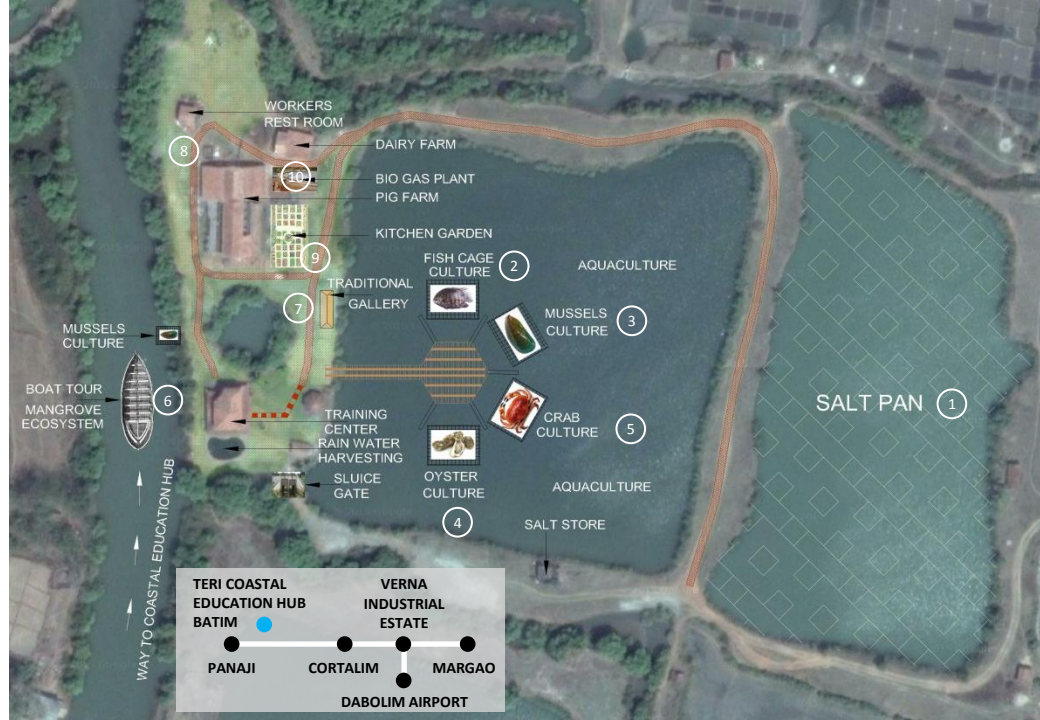 WORKERS
REST ROOM
8
DAIRY FARM
10
BIO GAS PLANT
PIG FARM
KITCHEN GARDEN
9
FISH CAGE
CULTURE
2
AQUACULTURE
7
TRADITIONAL
GALLERY
MUSSELS
CULTURE
3
MUSSELS
CULTURE
BOAT TOUR
MANGROVE
ECOSYSTEM
6
SALT PAN
1
CRAB
CULTURE
5
TRAINING
CENTER
RAIN WATER
HARVESTING
SLUICE
GATE
OYSTER
CULTURE
4
AQUACULTURE
SALT STORE
WAY TO COASTAL EDUCATION HUB
TERI COASTAL
EDUCATION HUB
BATIM
VERNA
INDUSTRIAL
ESTATE
PANAJI
CORTALIM
MARGAO
DABOLIM AIRPORT